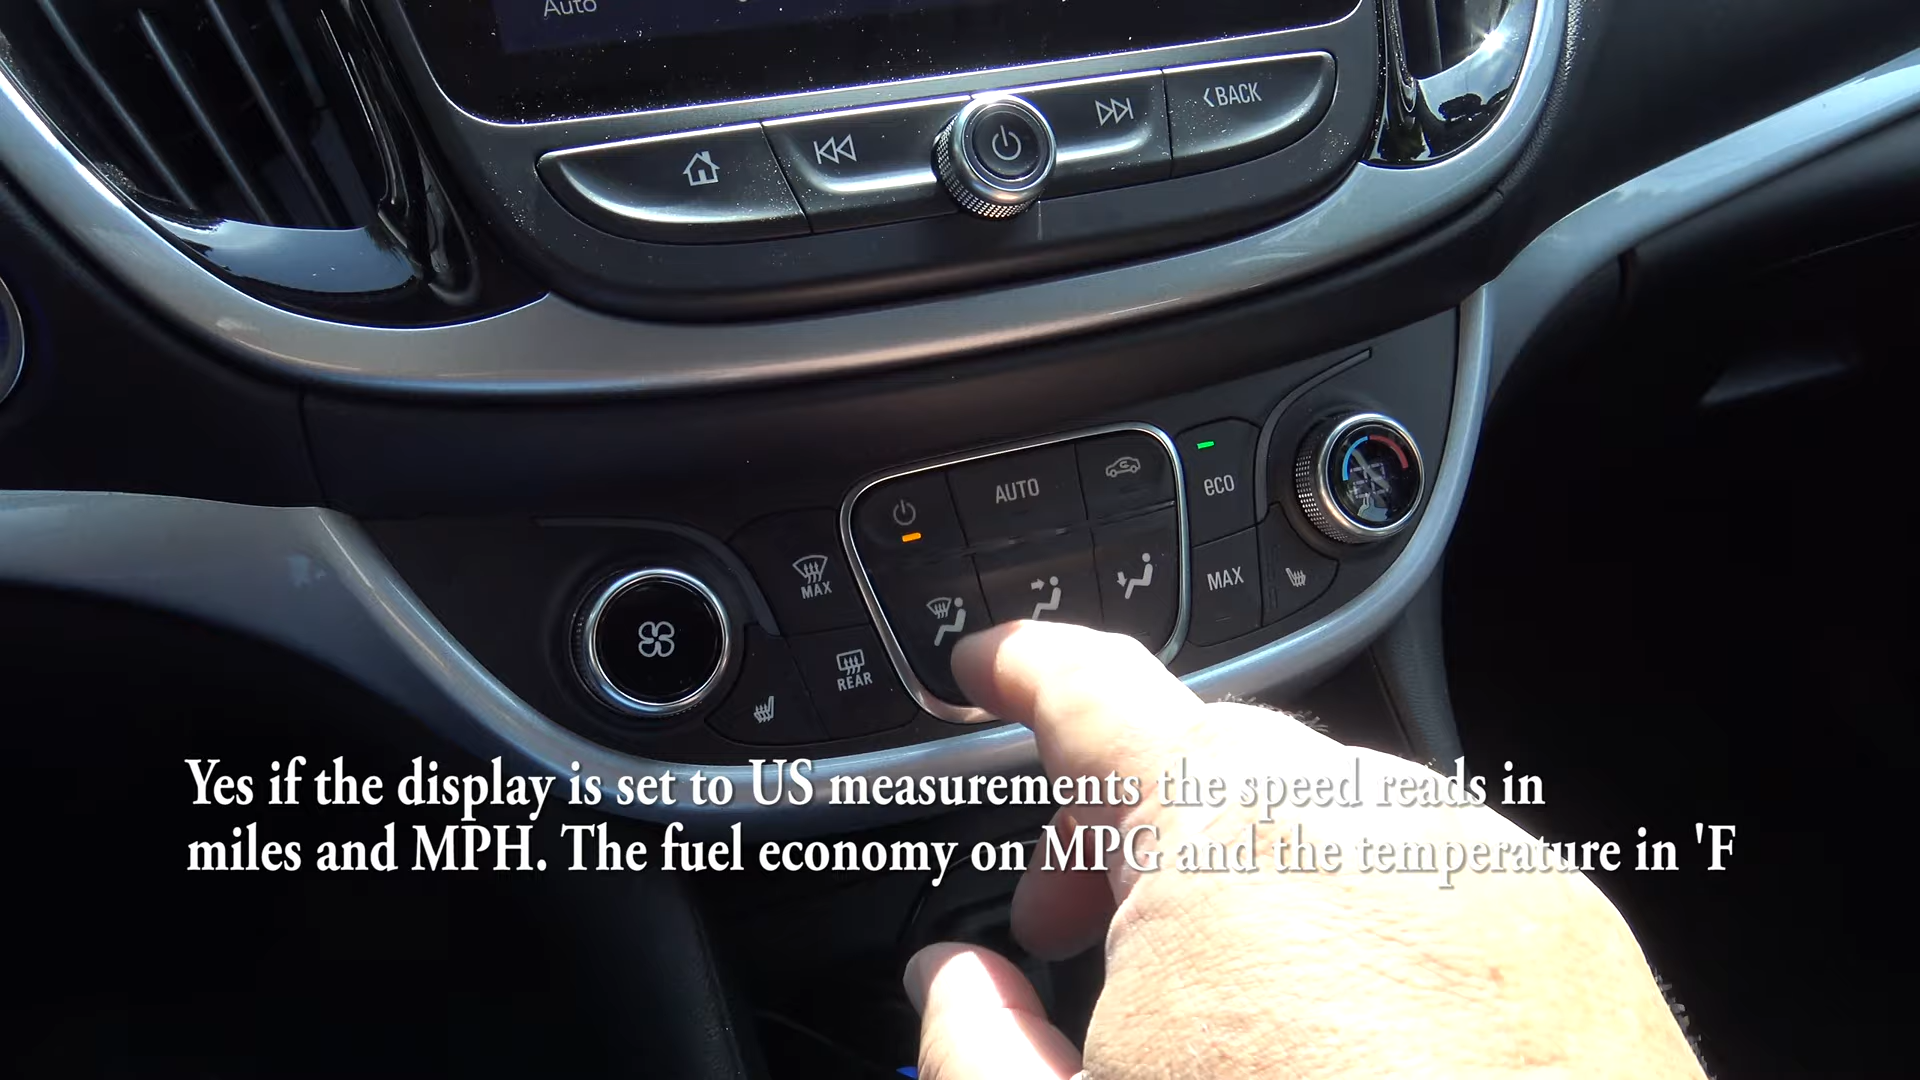 Auto
BACK
AUTO
eco
MAX
MAX
REAR
Yes if the display is set to US measurements the speed reads in
miles and MPH. The fuel economy on MPG and the temperature in 'F